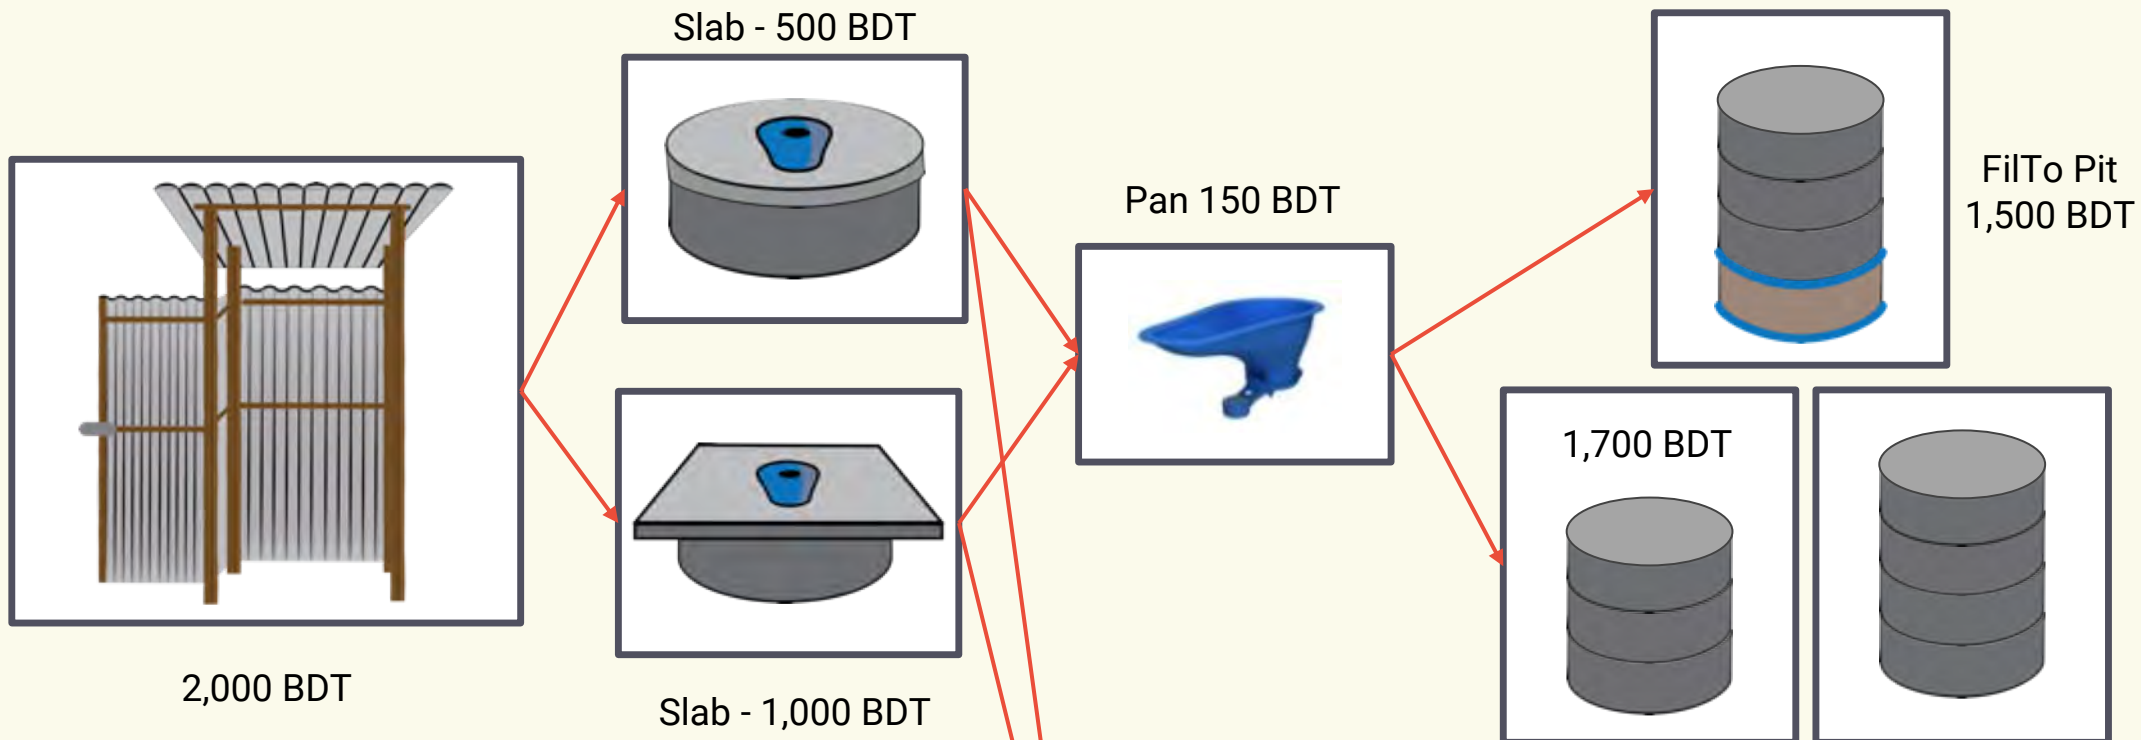 Slab - 500 BDT
Pan 150 BDT
FilTo Pit
1,500 BDT
1,700 BDT
2,000 BDT
Slab - 1,000 BDT